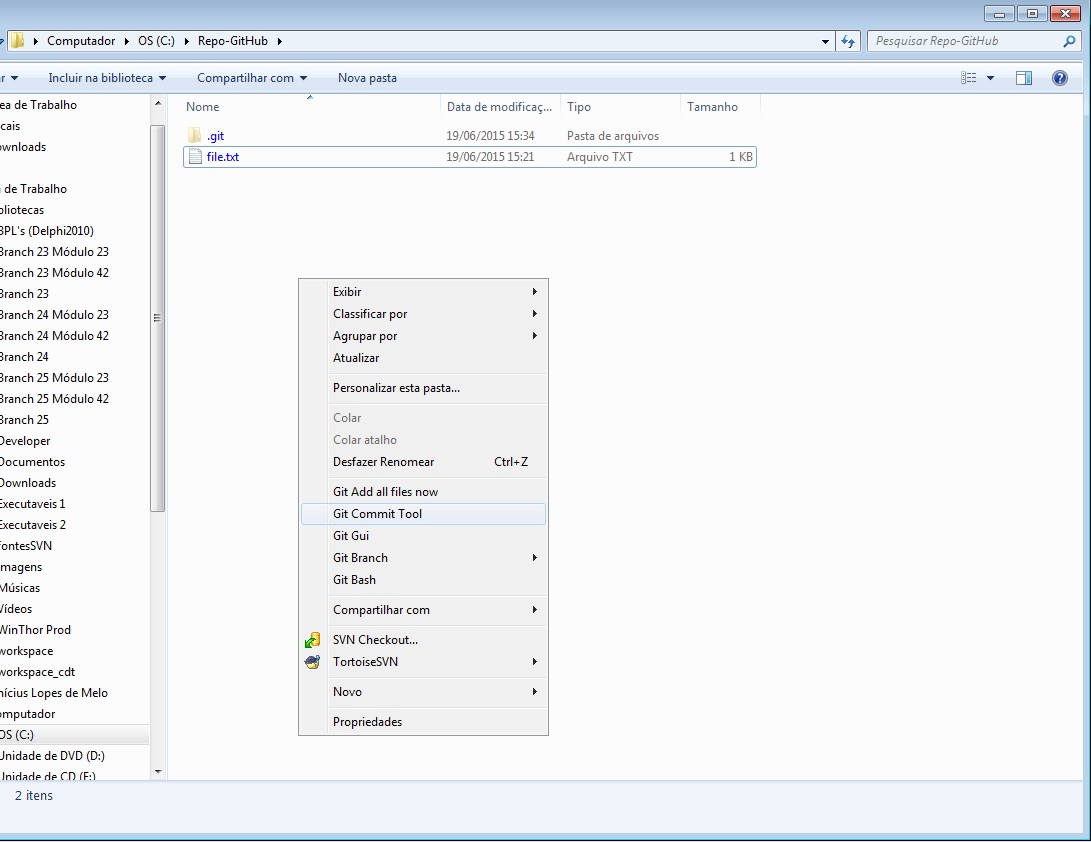 Computador OS (C:) Repo-GitHub
Pesquisar Repo-GitHub
r Incluir na biblioteca Compartilhar com Nova pasta
Nome Data de modificaç... Tipo Tamanho
.git 19/06/2015 15:34 Pasta de arquivos
file.txt 19/06/2015 15:21 Arquivo TXT 1 KB
ea de Trabalho
cais
ownloads
de Trabalho
bliotecas
BPL's (Delphi2010)
Branch 23 Módulo 23
Branch 23 Módulo 42
Branch 23
Branch 24 Módulo 23
Branch 24 Módulo 42
Branch 24
Branch 25 Módulo 23
Branch 25 Módulo 42
Branch 25
Developer
Documentos
Downloads
Executaveis 1
Executaveis 2
fontesSVN
magens
Músicas
Vídeos
WinThor Prod
workspace
workspace_cdt
nícius Lopes de Melo
omputador
OS (C:)
Unidade de DVD (D:)
Unidade de CD (F:)
Exibir
Classificar por
Agrupar por
Atualizar
Personalizar esta pasta...
Colar
Colar atalho
Desfazer Renomear Ctrl+Z
Git Add all files now
Git Commit Tool
Git Gui
Git Branch
Git Bash
Compartilhar com
SVN Checkout...
TortoiseSVN
Novo
Propriedades
2 itens